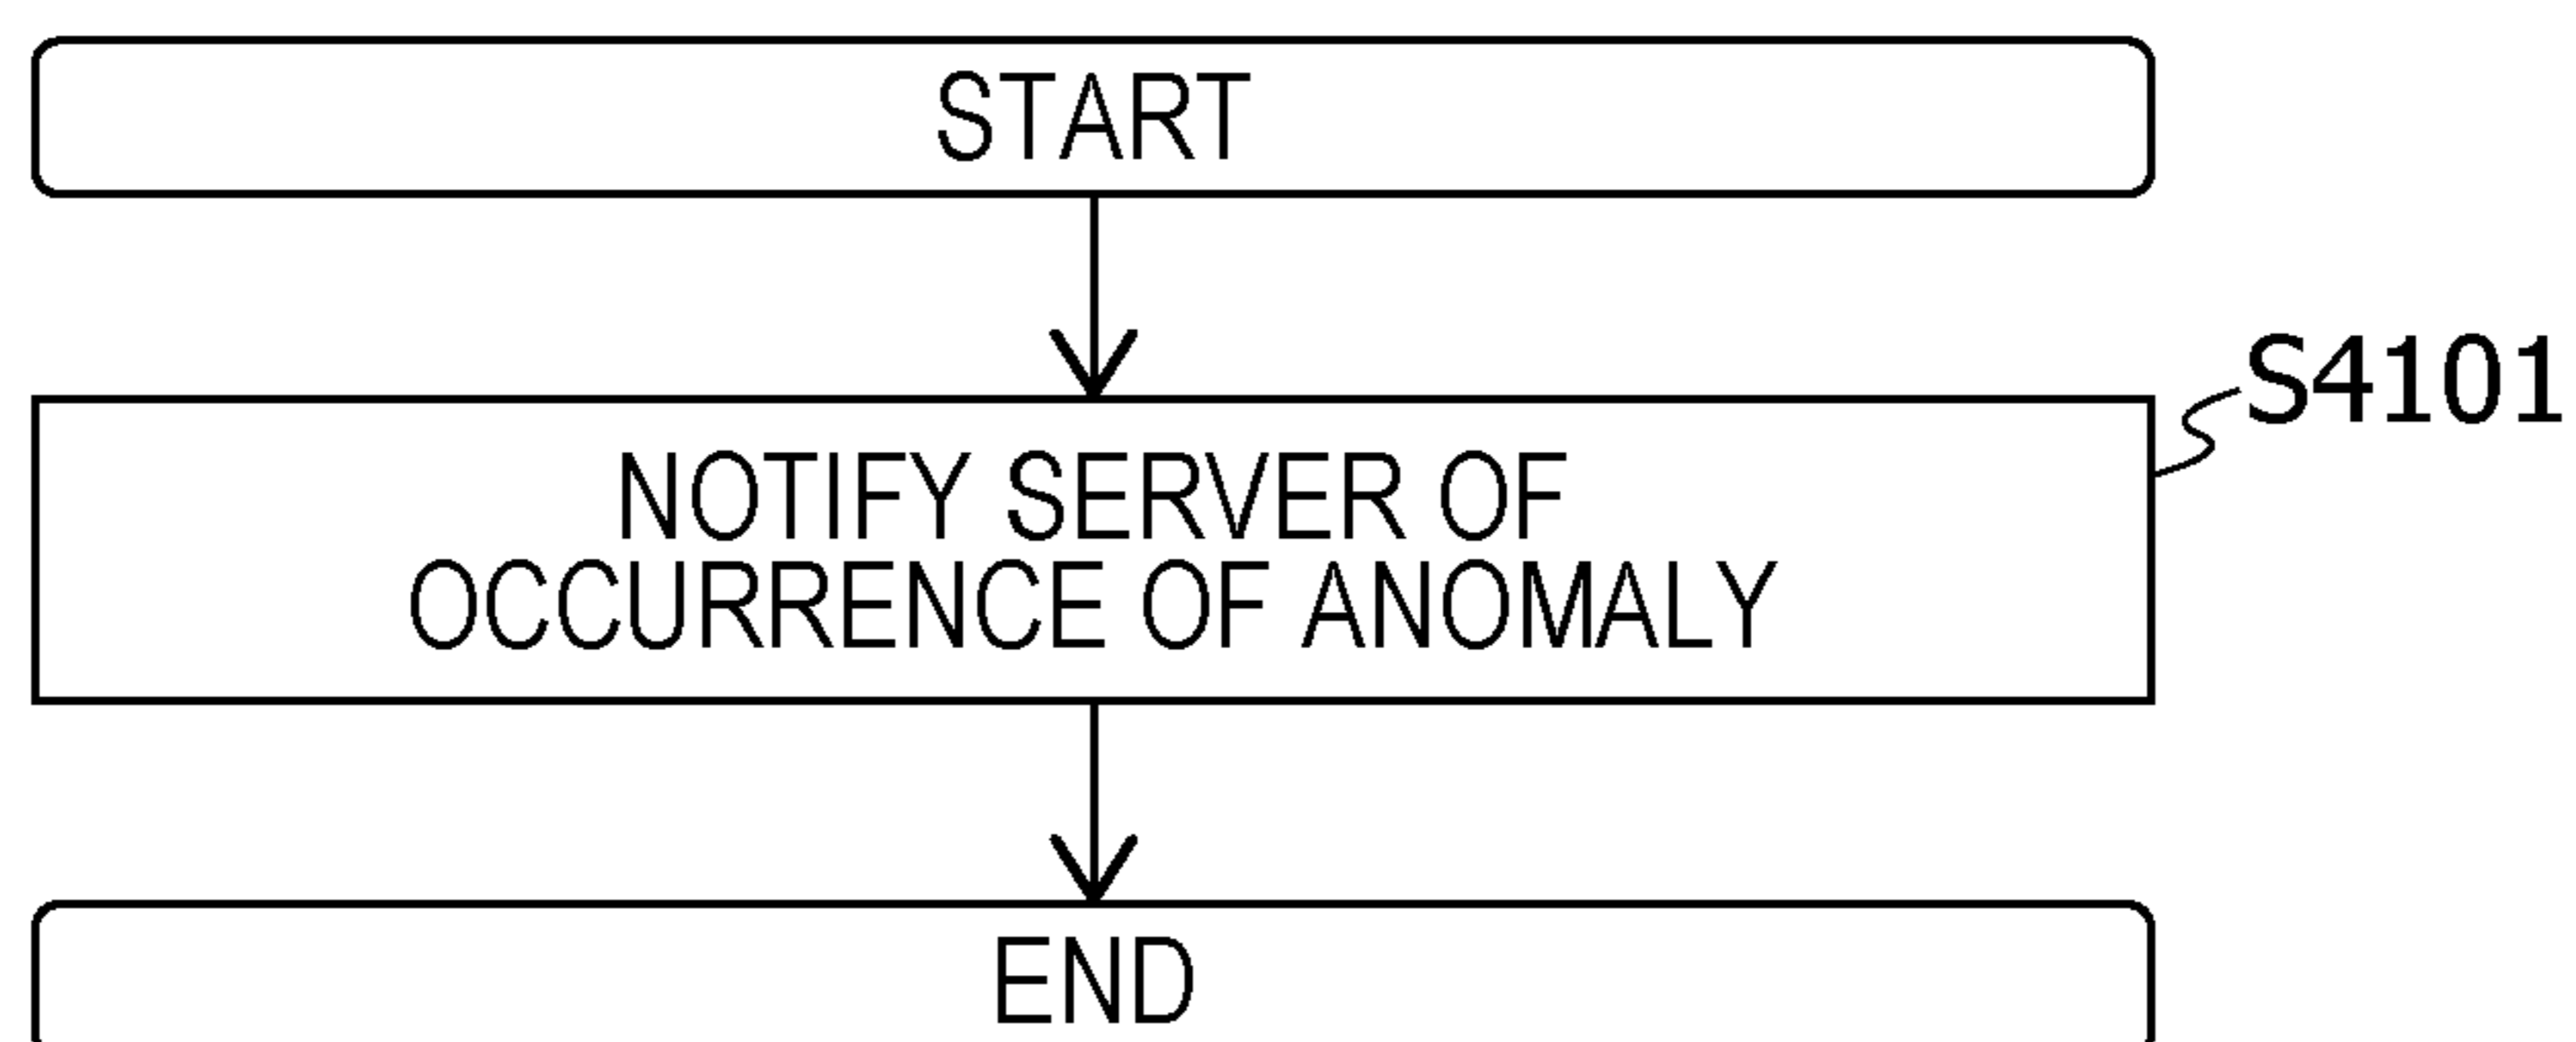 START
S4101
NOTIFY SERVER OF
OCCURRENCE OF ANOMALY
END